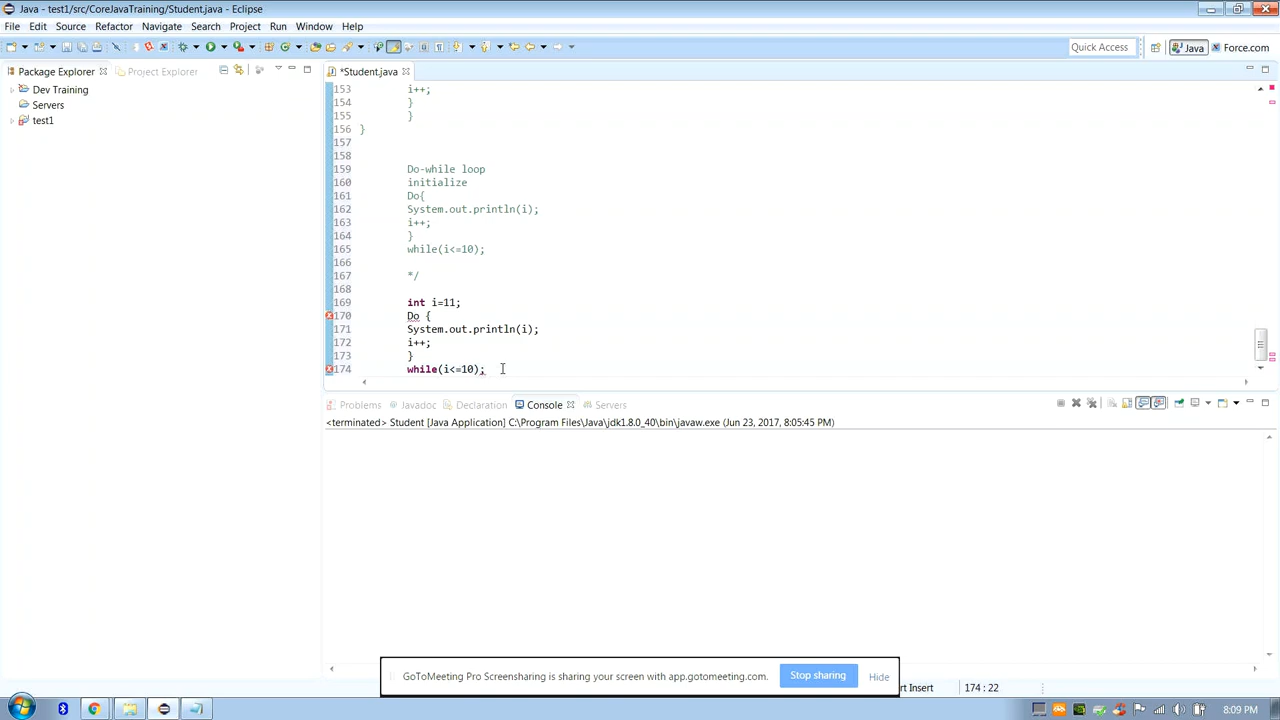 Java - test1/src/CoreJavaTraining/Student.java - Eclipse
File Edit Source Refactor Navigate Search Project Run Window Help
Quick Access Java Force.com
Package Explorer Project Explorer *Student.java
Dev Training
Servers
test1
153 i++;
154 }
155 }
156 }
157
158
159 Do-while loop
160 initialize
161 Do{
162 System.out.println(i);
163 i++;
164 }
165 while(i<=10);
166
167 */
168
169 int i=11;
170 Do {
171 System.out.println(i);
172 i++;
173 }
174 while(i<=10);
Problems Javadoc Declaration Console Servers
<terminated> Student [Java Application] C:\Program Files\Java\jdk1.8.0_40\bin\javaw.exe (Jun 23, 2017, 8:05:45 PM)
GoToMeeting Pro Screensharing is sharing your screen with app.gotomeeting.com. Stop sharing Hide
rt Insert 174 : 22
8:09 PM